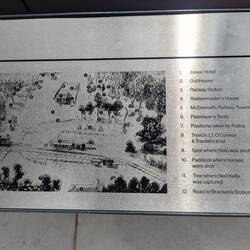 1. Jones' Hotel
2. Out House
3. Railway Station
4. Stationmaster's House
5. McDonnell's Railway Tavern
6. Platelayer's Tents
7. Positions taken by Police
8. Trench: LT. O'Connor
& Trackers post
9. Spot where Hare was shot
10. Paddock where horses
were shot
11. Tree where Ned Kelly
was captured
12. Road to Bracken's Station